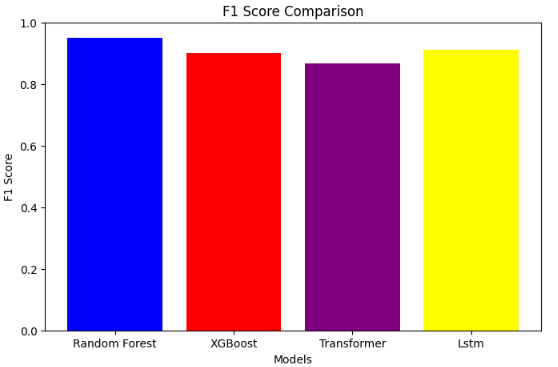 F1 Score Comparison
1.0
0.8
0.6
0.4
0.2
0.0
F1 Score
Random Forest
XGBoost
Transformer
Lstm
Models